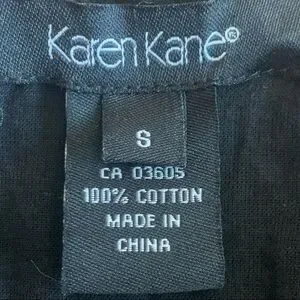 Karen Kane®
S
CA 03605
100% COTTON
MADE IN
CHINA